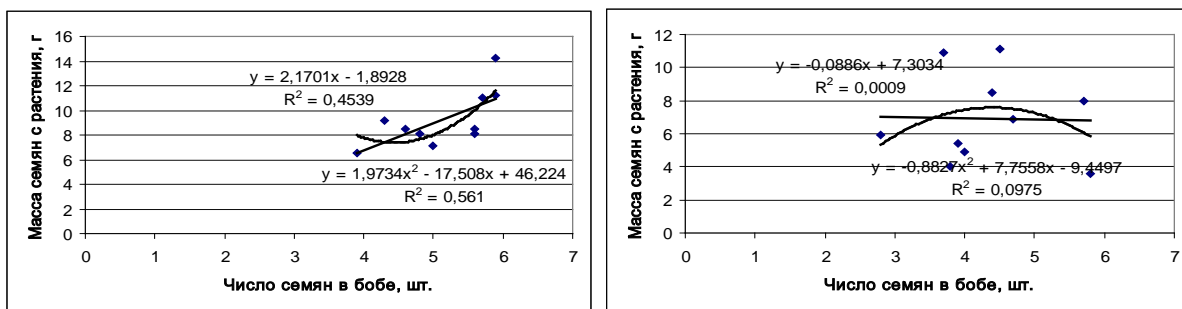 Масса семян с растения, г
16
14
12
10
8
6
4
2
0
y = 2,1701x - 1,8928
R² = 0,4539
y = 1,9734x² - 17,508x + 46,224
R² = 0,561
0 1 2 3 4 5 6 7
Число семян в бобе, шт.
Масса семян с растения, г
12
10
8
6
4
2
0
y = -0,0886x + 7,3034
R² = 0,0009
y = -0,8827x² + 7,7558x - 9,4497
R² = 0,0975
0 1 2 3 4 5 6 7
Число семян в бобе, шт.